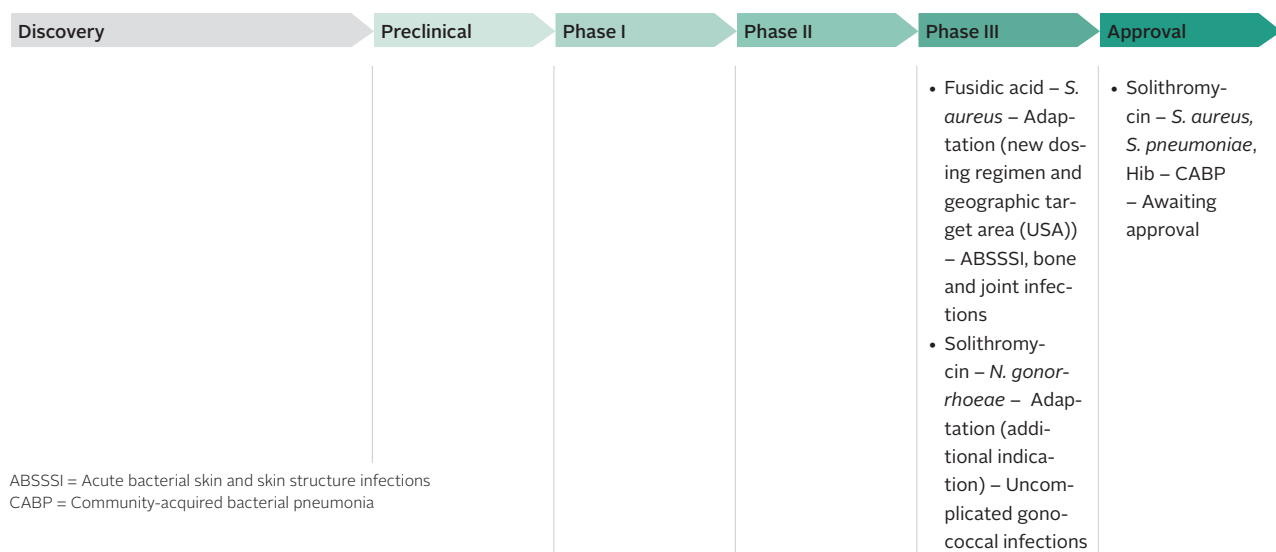 Discovery
Preclinical
Phase I
Phase II
Phase III
Approval
• Fusidic acid – S.
aureus – Adap-
tation (new dos-
ing regimen and
geographic tar-
get area (USA))
– ABSSSI, bone
and joint infec-
tions
• Solithromy-
cin – N. gonor-
rhoeae – Adap-
tation (addi-
tional indica-
tion) – Uncom-
plicated gono-
coccal infections
• Solithromy-
cin – S. aureus,
S. pneumoniae,
Hib – CABP
– Awaiting
approval
ABSSSI = Acute bacterial skin and skin structure infections
CABP = Community-acquired bacterial pneumonia